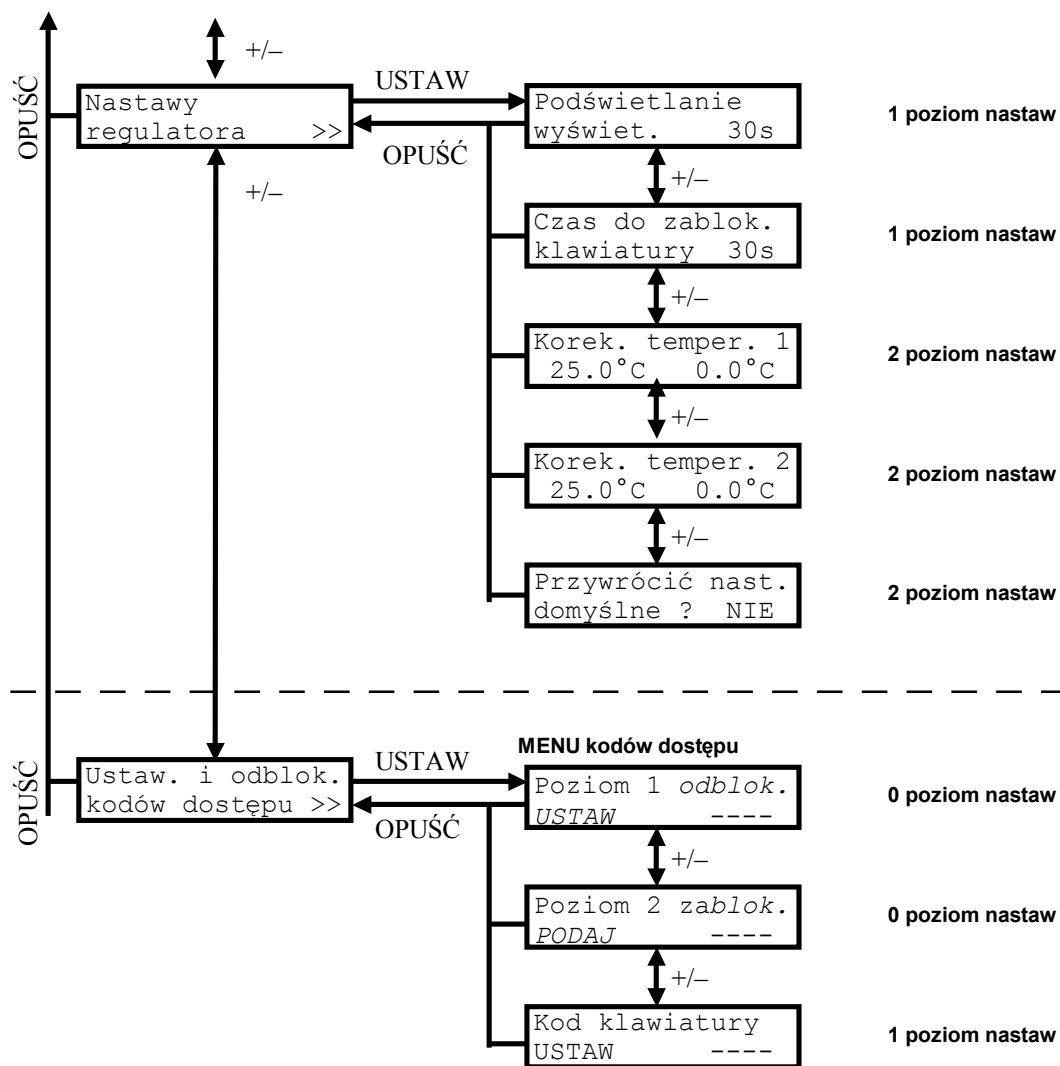 +/–
OPUŚĆ
Nastawy
regulatora >>
USTAW
OPUŚĆ
Podświetlanie
wyświet. 30s
1 poziom nastaw
+/–
+/–
Czas do zablok.
klawiatury 30s
1 poziom nastaw
+/–
Korek. temper. 1
25.0°C 0.0°C
2 poziom nastaw
+/–
Korek. temper. 2
25.0°C 0.0°C
2 poziom nastaw
+/–
Przywrócić nast.
domyślne ? NIE
2 poziom nastaw
OPUŚĆ
Ustaw. i odblok.
kodów dostępu >>
USTAW
OPUŚĆ
MENU kodów dostępu
Poziom 1 odblok.
USTAW ----
0 poziom nastaw
+/–
Poziom 2 zablok.
PODAJ ----
0 poziom nastaw
+/–
Kod klawiatury
USTAW ----
1 poziom nastaw